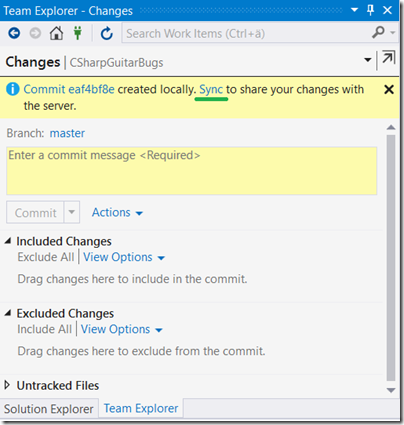 Team Explorer - Changes
Search Work Items (Ctrl+ä)
Changes | CSharpGuitarBugs
Commit eaf4bf8e created locally. Sync to share your changes with
the server.
Branch: master
Enter a commit message <Required>
Commit Actions
Included Changes
Exclude All | View Options
Drag changes here to include in the commit.
Excluded Changes
Include All | View Options
Drag changes here to exclude from the commit.
Untracked Files
Solution Explorer Team Explorer